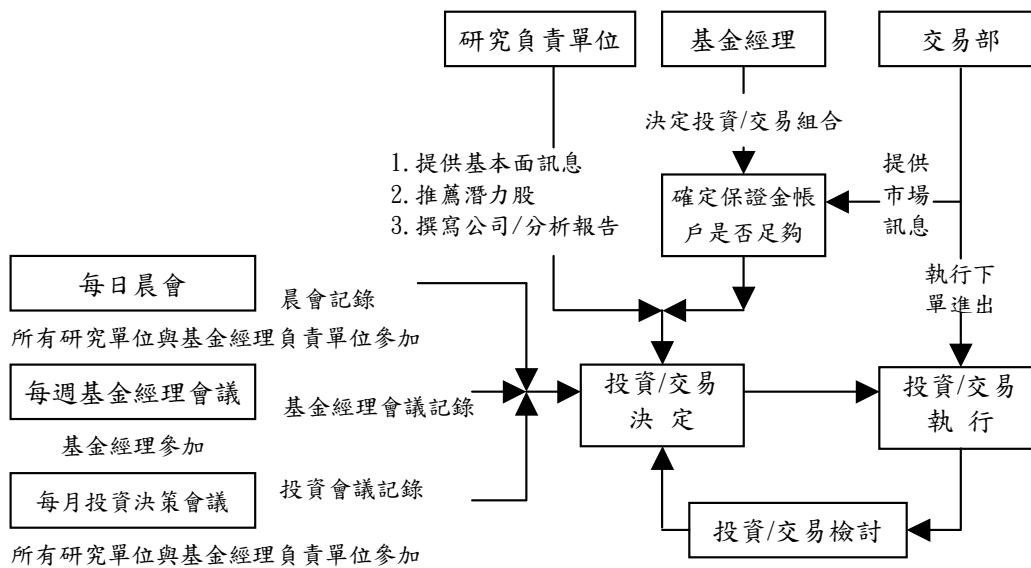 研究負責單位
基金經理
交易部
決定投資/交易組合
1.提供基本面訊息
2.推薦潛力股
3.撰寫公司/分析報告
確定保證金帳
戶是否足夠
提供
市場
訊息
每日晨會
晨會記錄
所有研究單位與基金經理負責單位參加
執行下
單進出
每週基金經理會議
基金經理會議記錄
基金經理參加
投資/交易
決 定
投資/交易
執 行
每月投資決策會議
投資會議記錄
所有研究單位與基金經理負責單位參加
投資/交易檢討